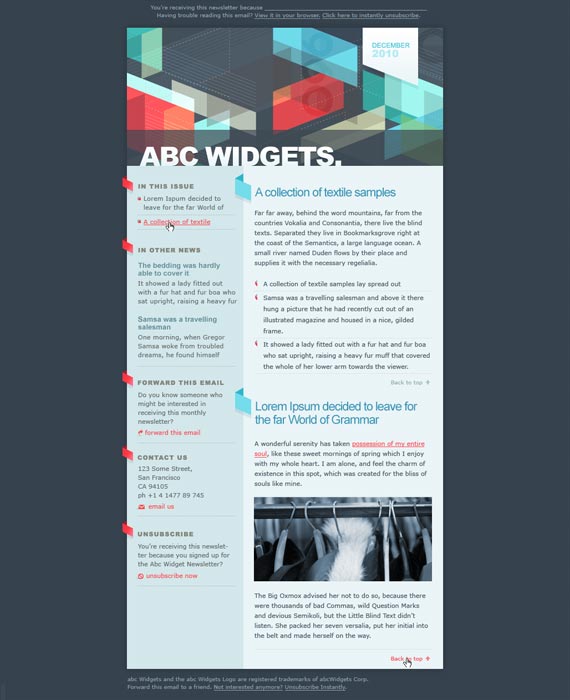 You're receiving this newsletter because
Having trouble reading this email? View it in your browser. Click here to instantly unsubscribe.
DECEMBER
2010
ABC WIDGETS.
IN THIS ISSUE
Lorem Ispum decided to
leave for the far World of
A collection of textile
IN OTHER NEWS
The bedding was hardly
able to cover it
It showed a lady fitted out
with a fur hat and fur boa who
sat upright, raising a heavy fur
Samsa was a travelling
salesman
One morning, when Gregor
Samsa woke from troubled
dreams, he found himself
FORWARD THIS EMAIL
Do you know someone who
might be interested in
receiving this monthly
newsletter?
forward this email
CONTACT US
123 Some Street,
San Francisco
CA 94105
ph +1 4 1477 89 745
email us
UNSUBSCRIBE
You're receiving this newslet-
ter because you signed up for
the Abc Widget Newsletter?
unsubscribe now
A collection of textile samples
Far far away, behind the word mountains, far from the
countries Vokalia and Consonantia, there live the blind
texts. Separated they live in Bookmarksgrove right at
the coast of the Semantics, a large language ocean. A
small river named Duden flows by their place and
supplies it with the necessary regelialia.
A collection of textile samples lay spread out
Samsa was a travelling salesman and above it there
hung a picture that he had recently cut out of an
illustrated magazine and housed in a nice, gilded
frame.
It showed a lady fitted out with a fur hat and fur boa
who sat upright, raising a heavy fur muff that covered
the whole of her lower arm towards the viewer.
Back to top
Lorem Ipsum decided to leave for
the far World of Grammar
A wonderful serenity has taken possession of my entire
soul, like these sweet mornings of spring which I enjoy
with my whole heart. I am alone, and feel the charm of
existence in this spot, which was created for the bliss of
souls like mine.
The Big Oxmox advised her not to do so, because there
were thousands of bad Commas, wild Question Marks
and devious Semikoli, but the Little Blind Text didn't
listen. She packed her seven versalia, put her initial into
the belt and made herself on the way.
Back to top
abc Widgets and the abc Widgets Logo are registered trademarks of abcWidgets Corp.
Forward this email to a friend. Not interested anymore? Unsubscribe Instantly.